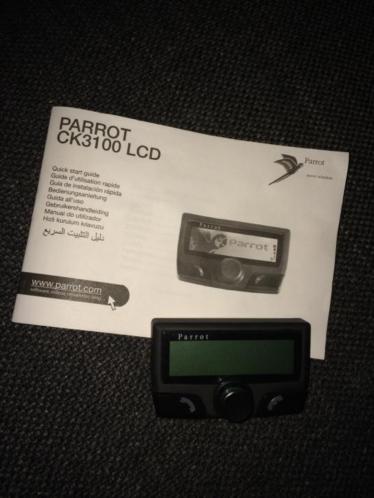 PARROT
CK3100 LCD
Parrot
Quick start guide
Guide d'utilisation rapide
Guía de instalación rápida
Bedienungsanleitung
Guida all'uso
Gebruikershandleiding
Manual do utilizador
Hızlı kurulum kılavuzu
دليل التثبيت السريع
Parrot
Parrot
www.parrot.com
Parrot